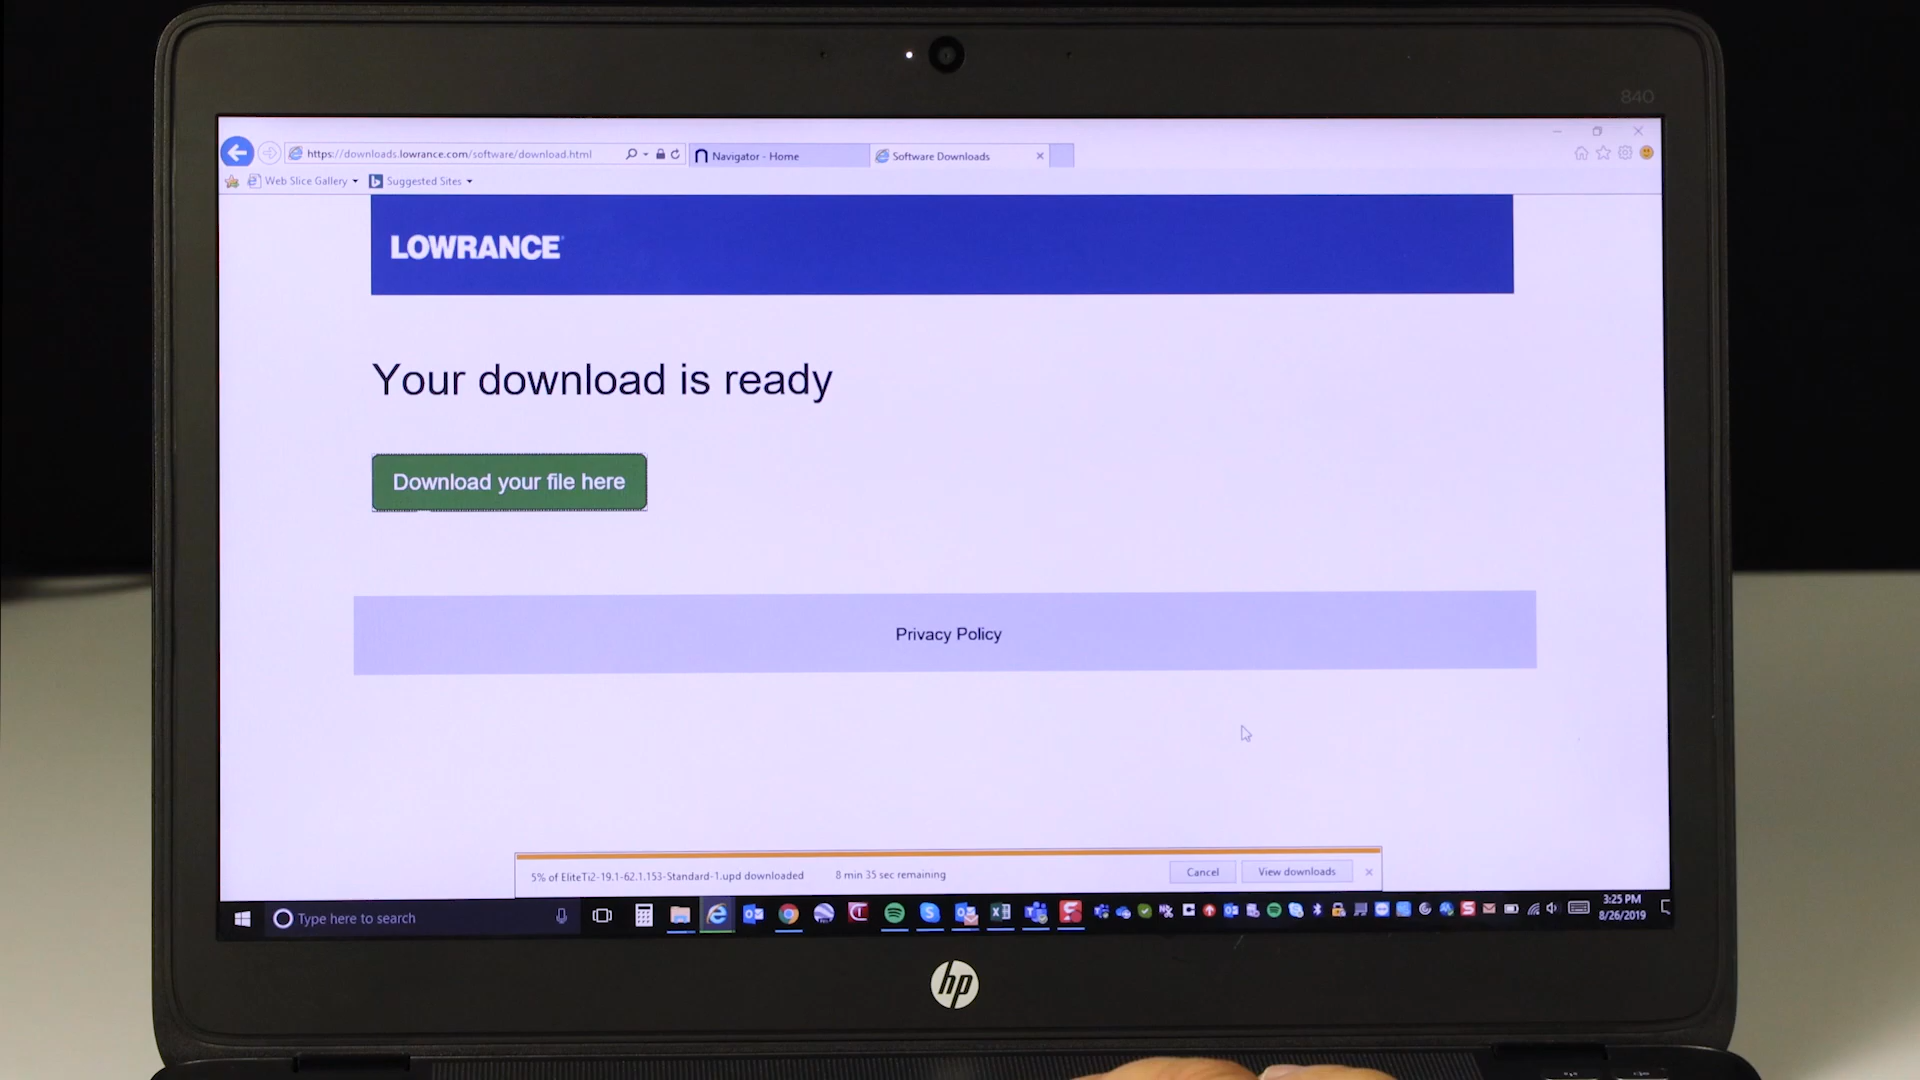 840
https://downloads.lowrance.com/software/download.html
Navigator - Home
Software Downloads
Web Slice Gallery
Suggested Sites
LOWRANCE
Your download is ready
Download your file here
Privacy Policy
5% of EliteTi2-19.1-62.1.153-Standard-1.upd downloaded 8 min 35 sec remaining
Cancel
View downloads
Type here to search
3:25 PM
8/26/2019
hp